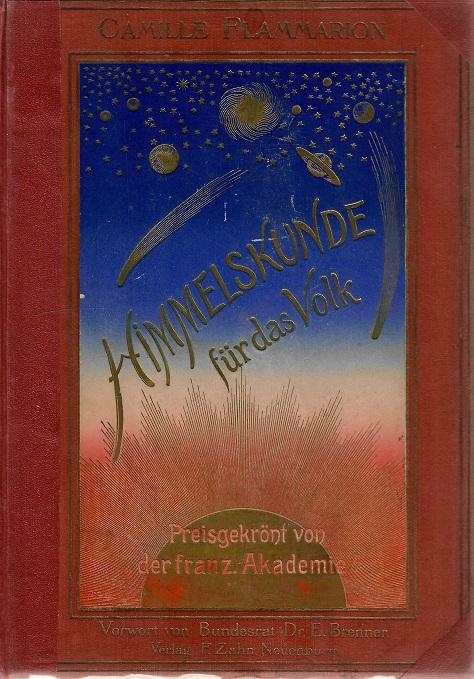 CAMILLE FLAMMARION
HIMMELSKUNDE
für das Volk
Preisgekrönt von
der franz. Akademie
Vorwort von Bundesrat Dr. E. Brenner
Verlag F. Zahn, Neuenburg.